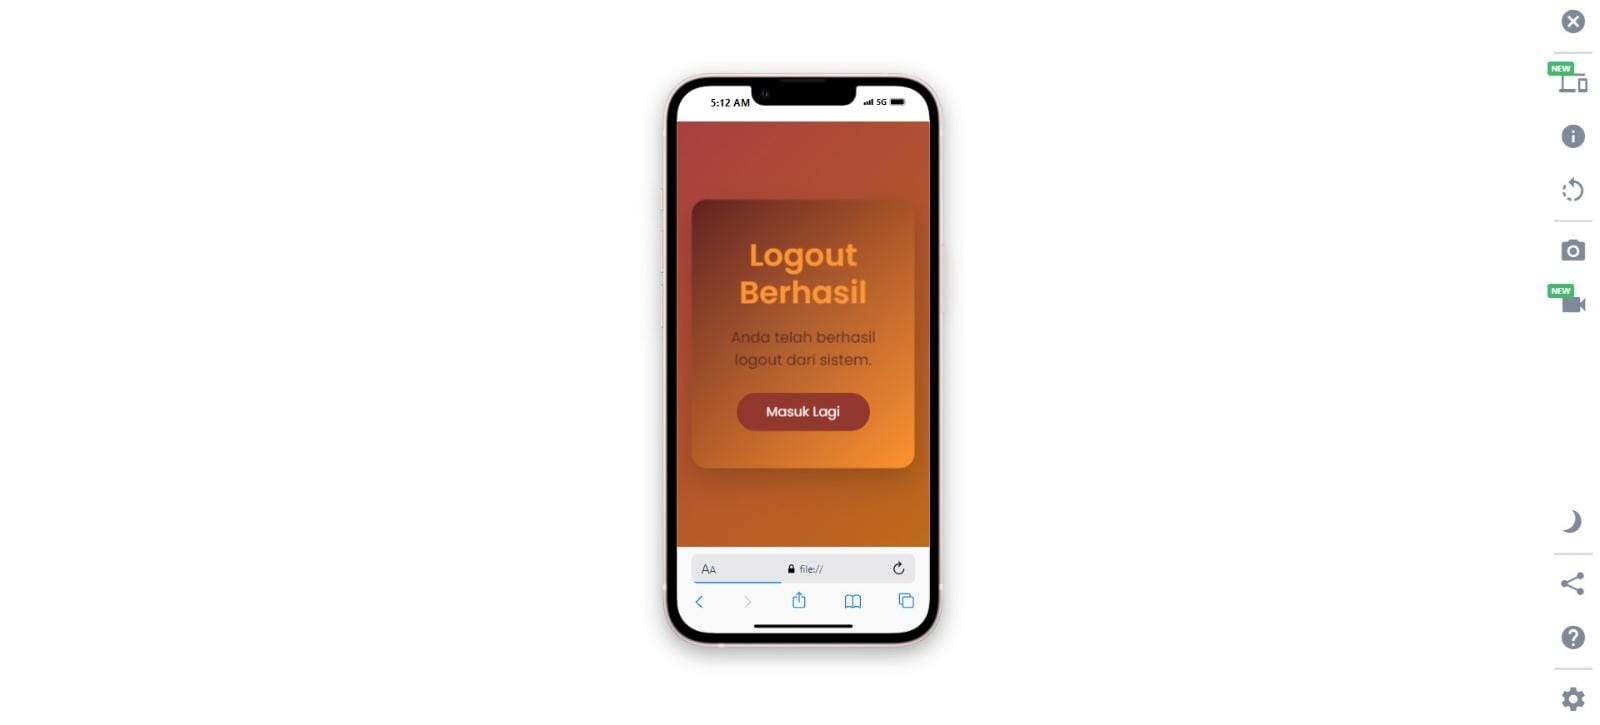 5:12 AM
5G
Logout
Berhasil
Anda telah berhasil
logout dari sistem.
Masuk Lagi
AA
file://
NEW
NEW